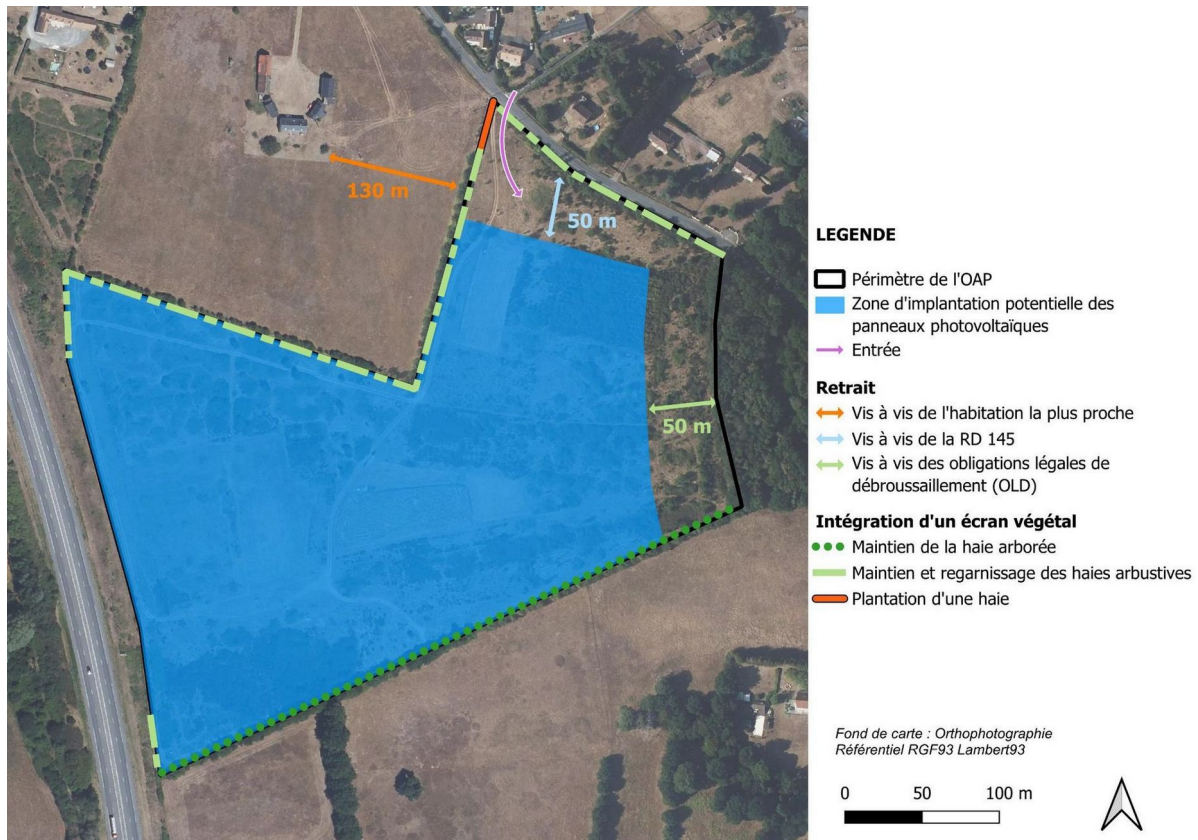 130 m
50 m
50 m
LEGENDE
Périmètre de l'OAP
Zone d'implantation potentielle des
panneaux photovoltaïques
Entrée
Retrait
Vis à vis de l'habitation la plus proche
Vis à vis de la RD 145
Vis à vis des obligations légales de
débroussaillement (OLD)
Intégration d'un écran végétal
Maintien de la haie arborée
Maintien et regarnissage des haies arbustives
Plantation d'une haie
Fond de carte : Orthophotographie
Référentiel RGF93 Lambert93
0 50 100 m